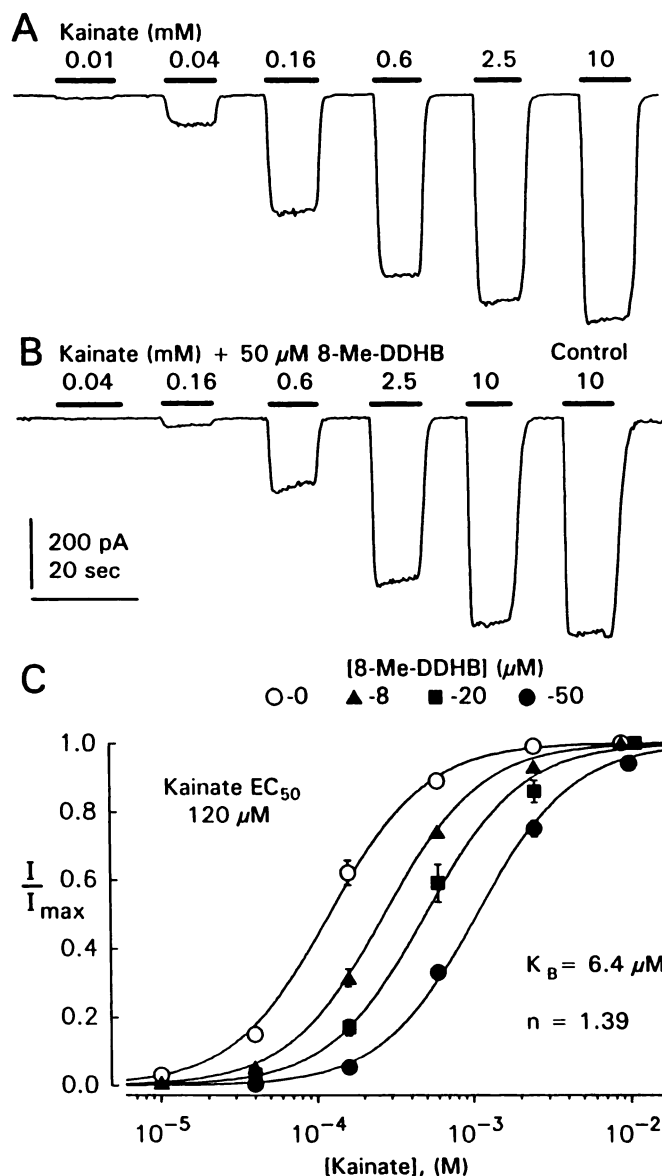 A
Kainate (mM)
0.01 0.04 0.16 0.6 2.5 10
B
Kainate (mM) + 50 µM 8-Me-DDHB Control
0.04 0.16 0.6 2.5 10 10
200 pA
20 sec
C
[8-Me-DDHB] (µM)
-0 -8 -20 -50
1.0
0.8
0.6
0.4
0.2
0.0
I
Imax
Kainate EC50
120 µM
KB = 6.4 µM
n = 1.39
10-5 10-4 10-3 10-2
[Kainate], (M)